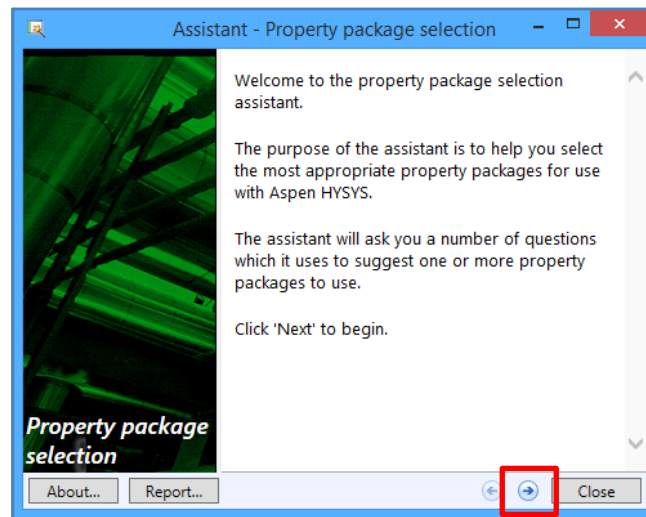 Assistant - Property package selection
Welcome to the property package selection
assistant.
The purpose of the assistant is to help you select
the most appropriate property packages for use
with Aspen HYSYS.
The assistant will ask you a number of questions
which it uses to suggest one or more property
packages to use.
Click 'Next' to begin.
Property package
selection
About... Report... Close